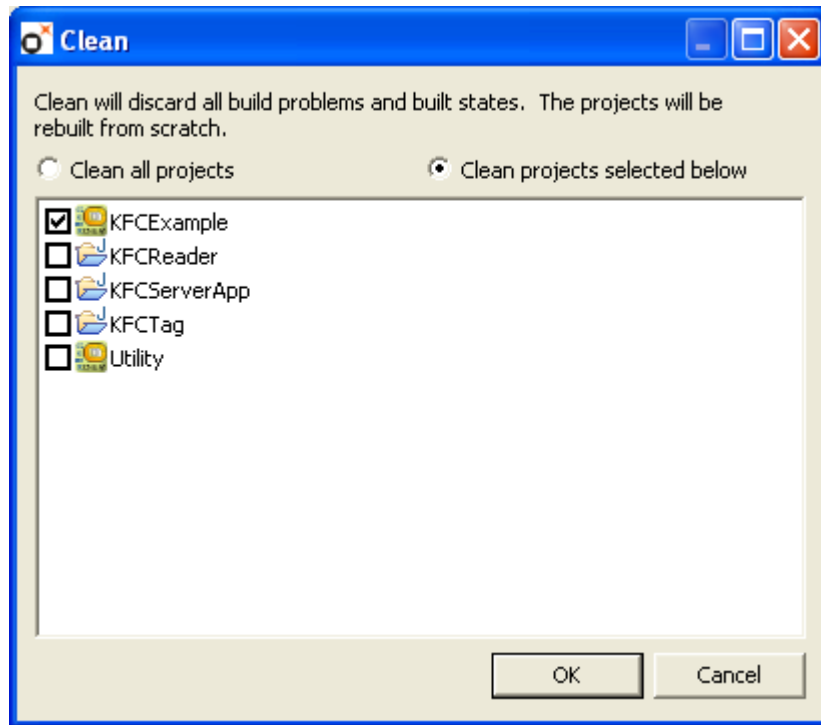 Clean
Clean will discard all build problems and built states. The projects will be
rebuilt from scratch.
Clean all projects
Clean projects selected below
KFCExample
KFCReader
KFCServerApp
KFCTag
Utility
OK
Cancel